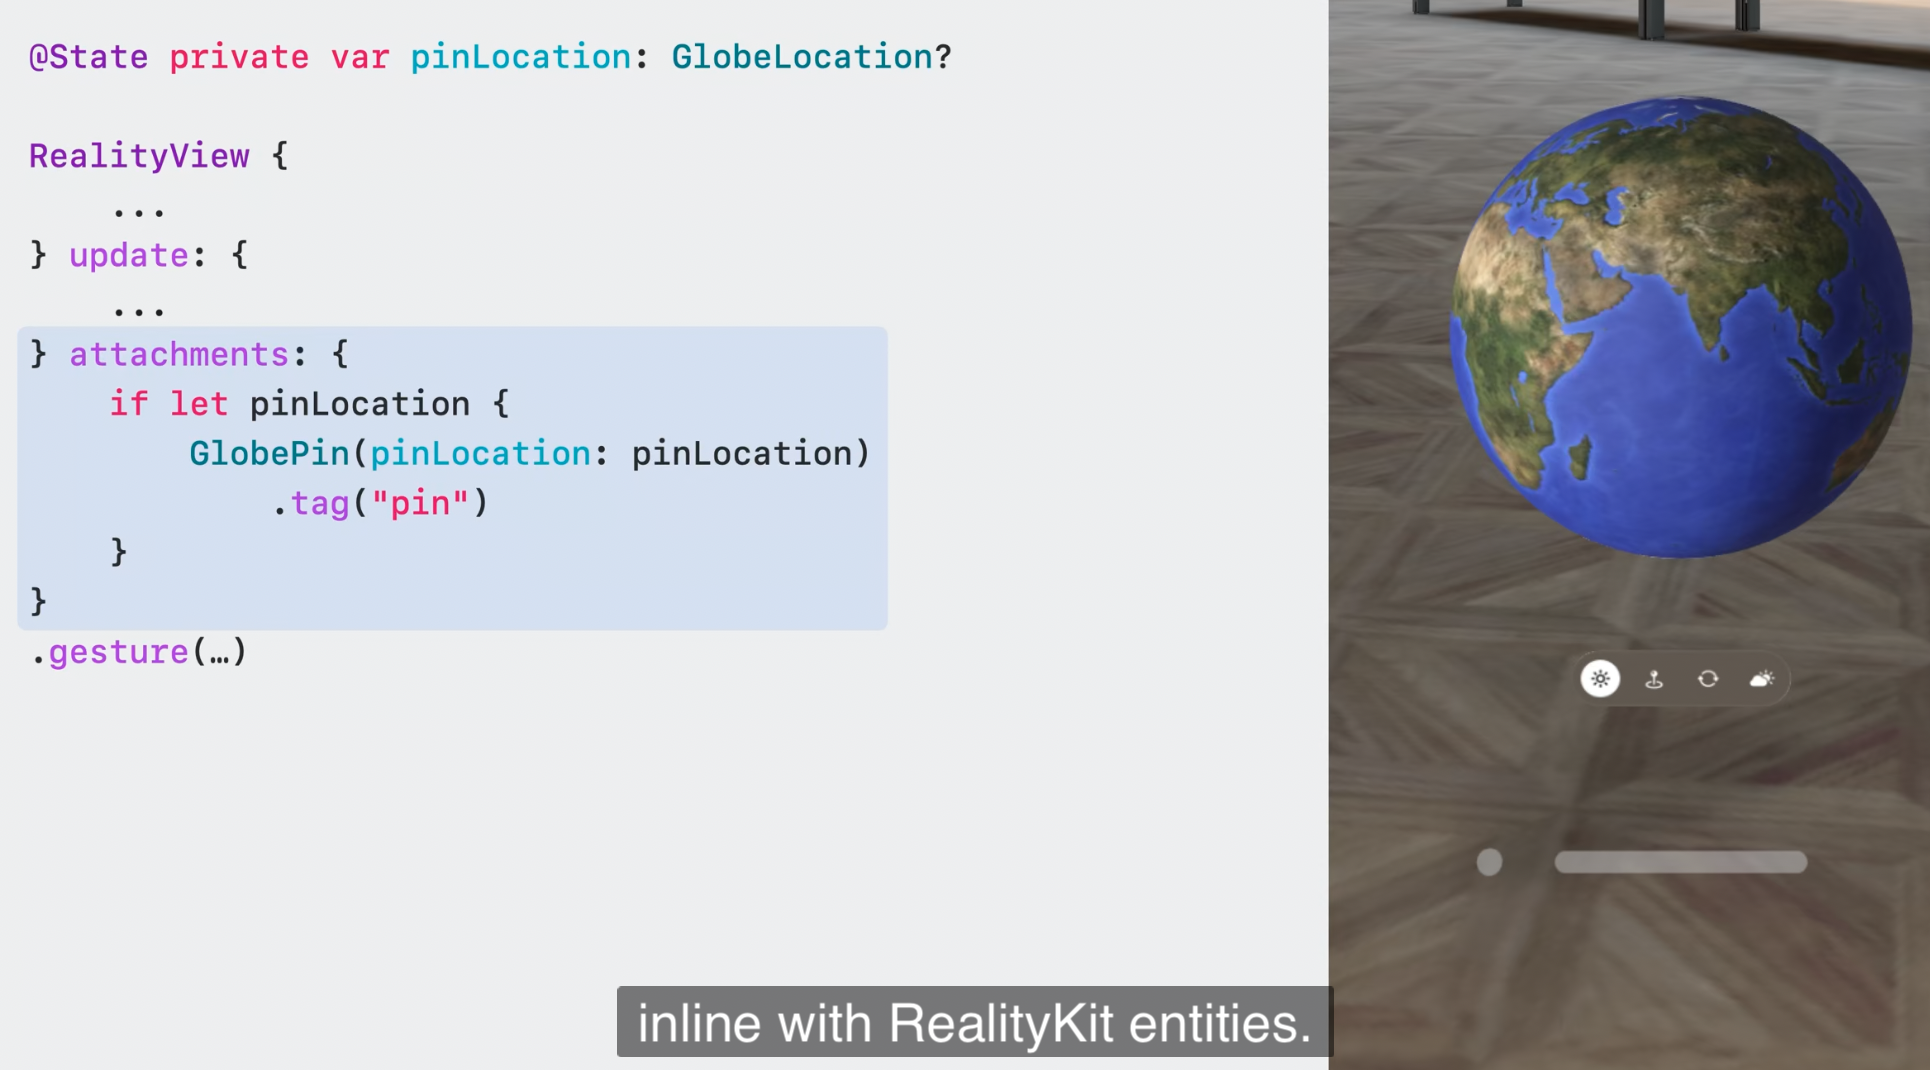 @State private var pinLocation: GlobeLocation?
RealityView {
...
} update: {
...
} attachments: {
if let pinLocation {
GlobePin(pinLocation: pinLocation)
.tag("pin")
}
}
.gesture(…)
inline with RealityKit entities.